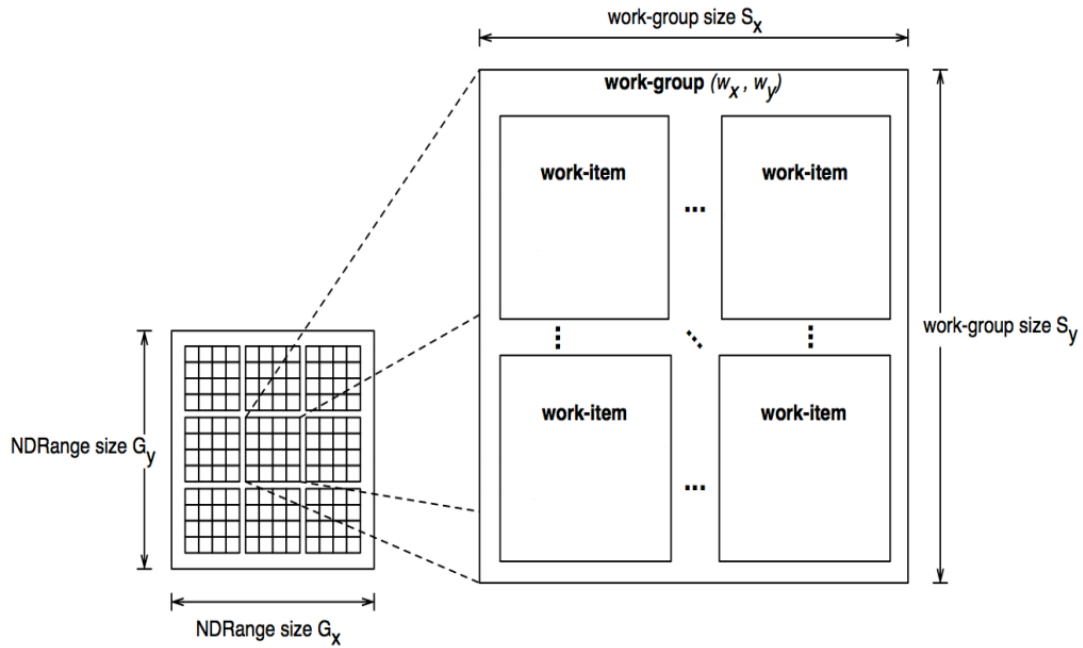 work-group size Sx
work-group (wx , wy)
work-item
work-item
...
...
work-item
work-item
...
work-group size Sy
NDRange size Gy
NDRange size Gx